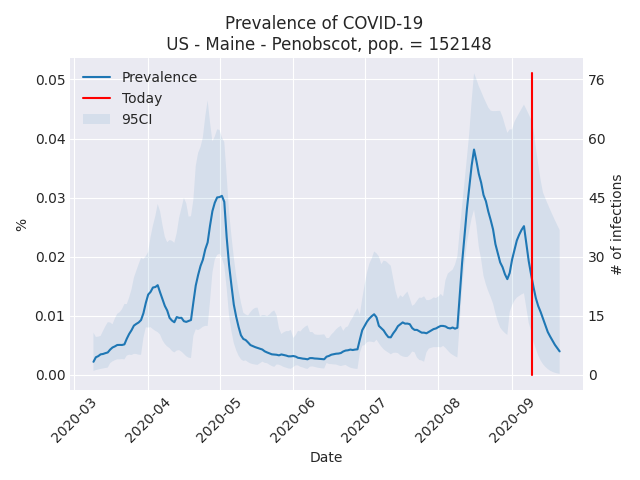 Prevalence of COVID-19
US - Maine - Penobscot, pop. = 152148
Prevalence
Today
95CI
0.05
0.04
0.03
0.02
0.01
0.00
%
76
60
45
30
15
0
# of infections
2020-03
2020-04
2020-05
2020-06
2020-07
2020-08
2020-09
Date